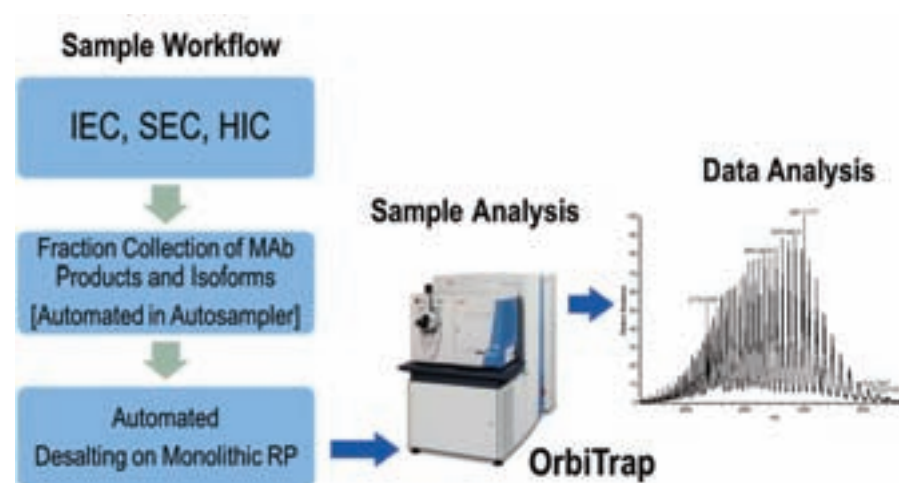 Sample Workflow
IEC, SEC, HIC
Fraction Collection of MAb
Products and Isoforms
[Automated in Autosampler]
Automated
Desalting on Monolithic RP
Sample Analysis
OrbiTrap
Data Analysis